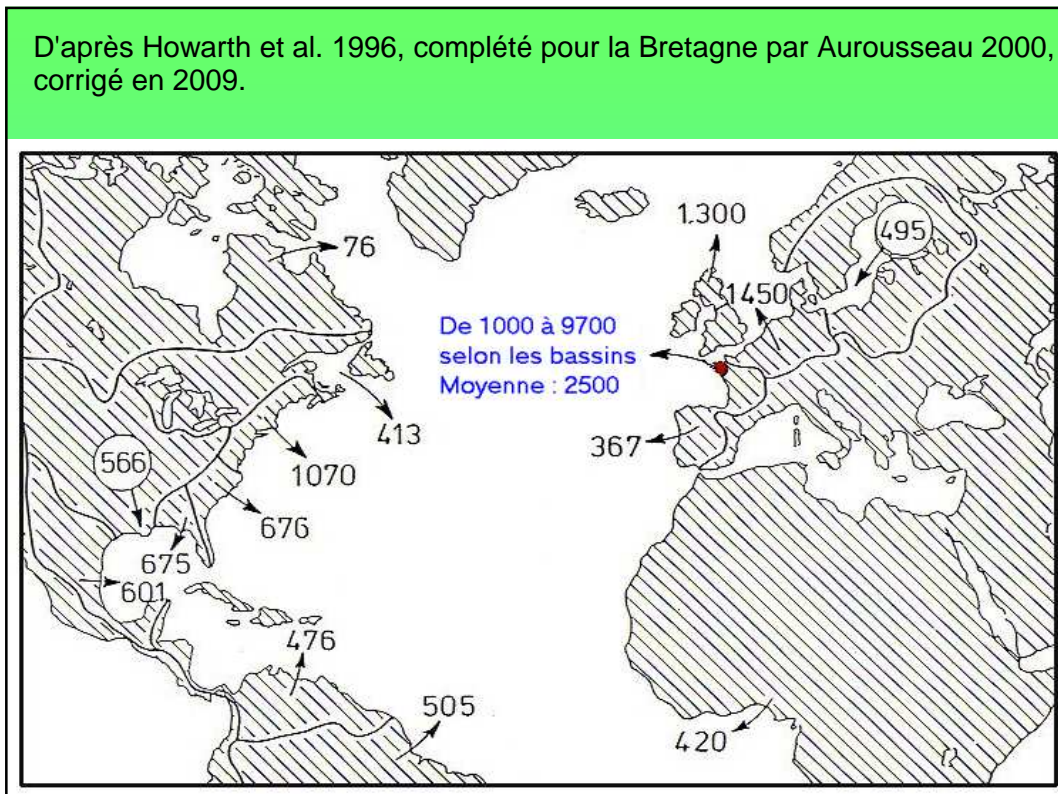 D'après Howarth et al. 1996, complété pour la Bretagne par Aurousseau 2000,
corrigé en 2009.
76
1.300
495
1450
De 1000 à 9700
selon les bassins
Moyenne : 2500
413
367
566
1070
676
675
601
476
505
420